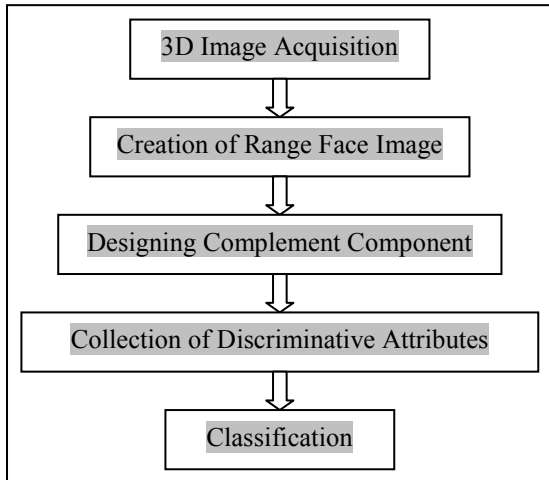 3D Image Acquisition
Creation of Range Face Image
Designing Complement Component
Collection of Discriminative Attributes
Classification